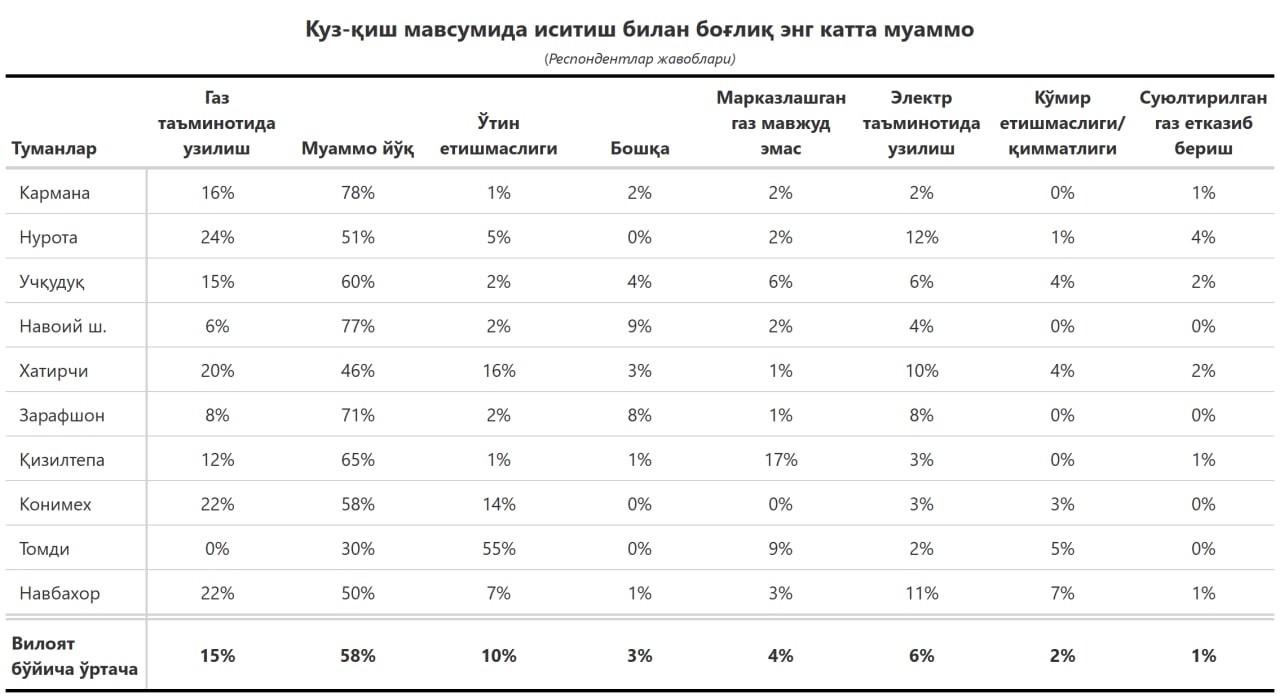 Куз-қиш мавсумида иситиш билан боғлиқ энг катта муаммо
(Респондентлар жавоблари)
Туманлар Газ таъминотида узилиш Муаммо йўқ Ўтин етишмаслиги Бошқа Марказлашган газ мавжуд эмас Электр таъминотида узилиш Кўмир етишмаслиги/ қимматлиги Суюлтирилган газ етказиб бериш
Кармана 16% 78% 1% 2% 2% 2% 0% 1%
Нурота 24% 51% 5% 0% 2% 12% 1% 4%
Учқудуқ 15% 60% 2% 4% 6% 6% 4% 2%
Навоий ш. 6% 77% 2% 9% 2% 4% 0% 0%
Хатирчи 20% 46% 16% 3% 1% 10% 4% 2%
Зарафшон 8% 71% 2% 8% 1% 8% 0% 0%
Қизилтепа 12% 65% 1% 1% 17% 3% 0% 1%
Конимех 22% 58% 14% 0% 0% 3% 3% 0%
Томди 0% 30% 55% 0% 9% 2% 5% 0%
Навбахор 22% 50% 7% 1% 3% 11% 7% 1%
Вилоят бўйича ўртача 15% 58% 10% 3% 4% 6% 2% 1%